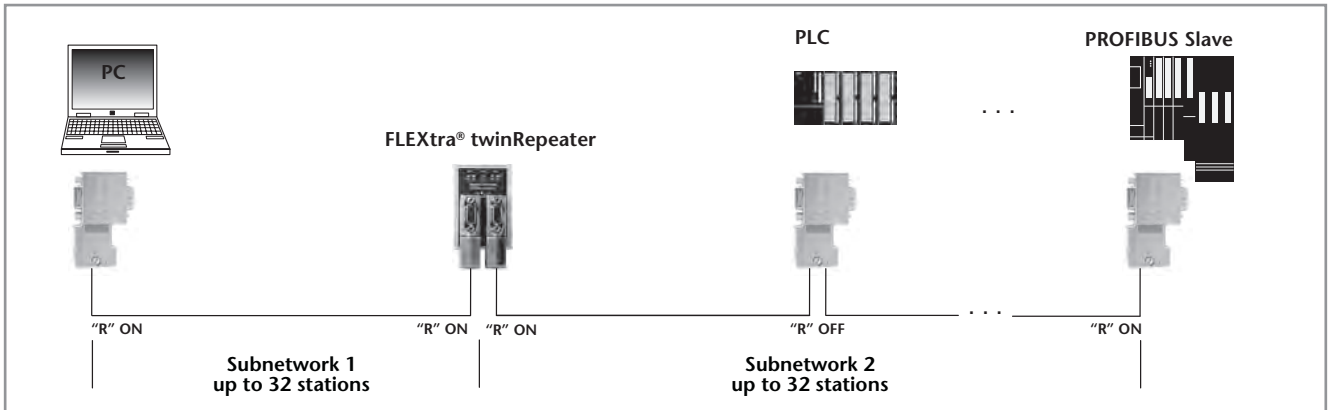 PLC
PROFIBUS Slave
PC
. . .
FLEXtra® twinRepeater
. . .
“R” ON
“R” ON
“R” ON
“R” OFF
“R” ON
Subnetwork 1
up to 32 stations
Subnetwork 2
up to 32 stations